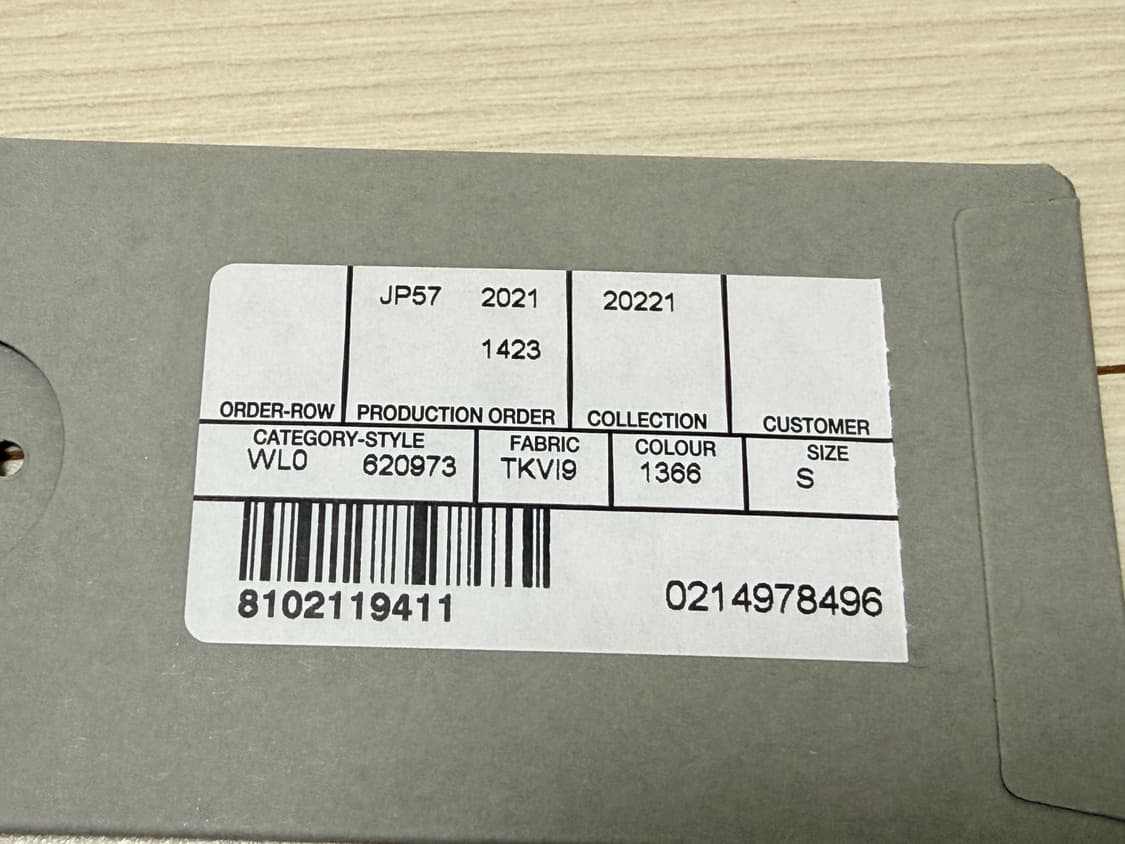 JP57 2021 20221
1423
ORDER-ROW PRODUCTION ORDER COLLECTION CUSTOMER
CATEGORY-STYLE FABRIC COLOUR SIZE
WL0 620973 TKVI9 1366 S
8102119411 0214978496